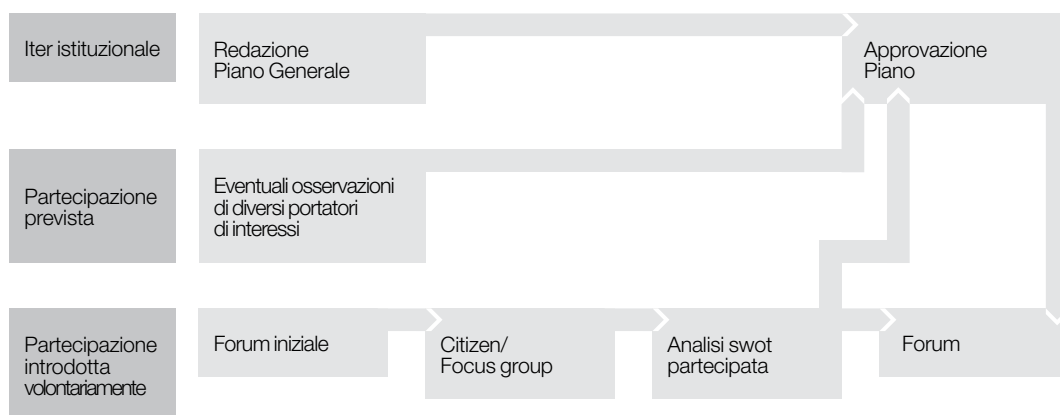 Iter istituzionale
Redazione
Piano Generale
Approvazione
Piano
Partecipazione
prevista
Eventuali osservazioni
di diversi portatori
di interessi
Partecipazione
introdotta
volontariamente
Forum iniziale
Citizen/
Focus group
Analisi swot
partecipata
Forum